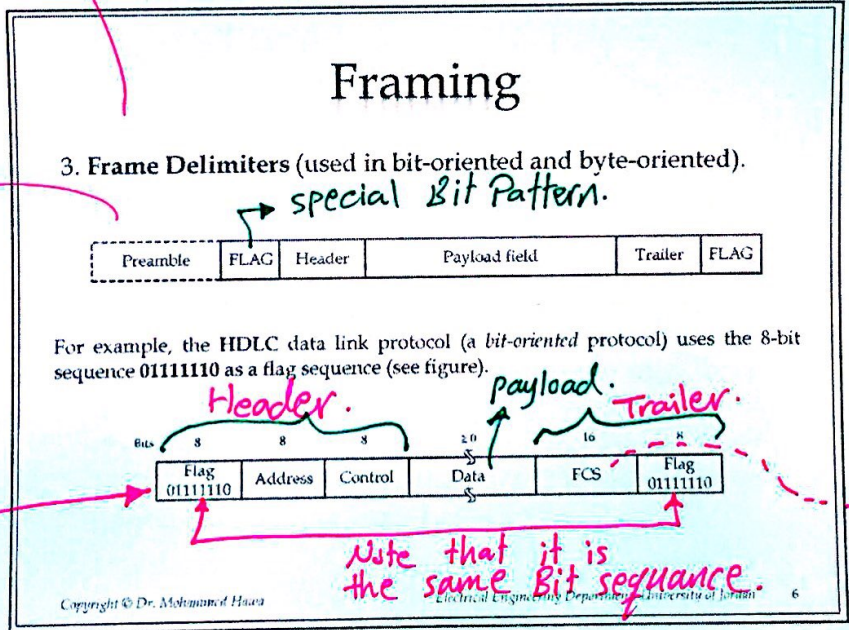 Framing
3. Frame Delimiters (used in bit-oriented and byte-oriented).
special Bit Pattern.
Preamble FLAG Header Payload field Trailer FLAG
For example, the HDLC data link protocol (a bit-oriented protocol) uses the 8-bit
sequence 01111110 as a flag sequence (see figure).
Header. payload. Trailer.
Bits 8 8 8 ≥0 16 8
Flag Address Control Data FCS Flag
01111110 01111110
Note that it is
the same Bit sequance.
Copyright © Dr. Mohammed Hawa Electrical Engineering Department University of Jordan 6